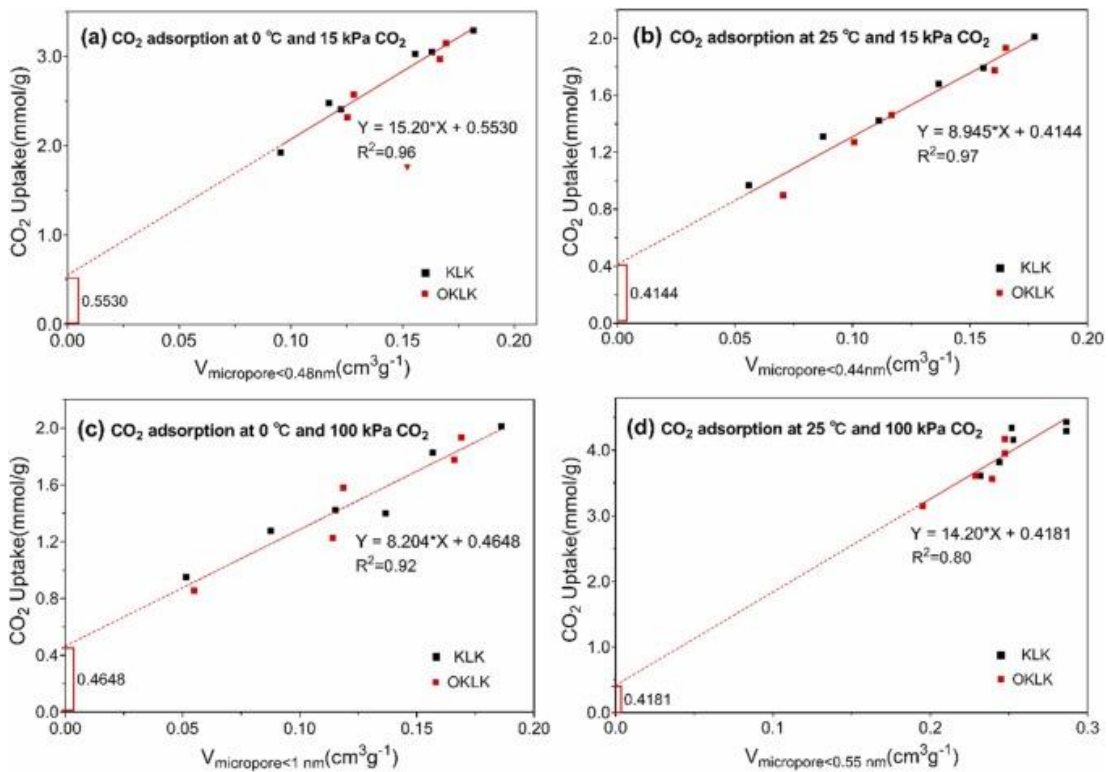 (a) CO₂ adsorption at 0 °C and 15 kPa CO₂
CO₂ Uptake(mmol/g)
3.0
2.0
1.0
0.0
Y = 15.20*X + 0.5530
R²=0.96
KLK
OKLK
0.5530
0.00 0.05 0.10 0.15 0.20
V micropore<0.48nm(cm³g⁻¹)
(b) CO₂ adsorption at 25 °C and 15 kPa CO₂
CO₂ Uptake(mmol/g)
2.0
1.6
1.2
0.8
0.4
0.0
Y = 8.945*X + 0.4144
R²=0.97
KLK
OKLK
0.4144
0.00 0.05 0.10 0.15 0.20
V micropore<0.44nm(cm³g⁻¹)
(c) CO₂ adsorption at 0 °C and 100 kPa CO₂
CO₂ Uptake(mmol/g)
2.0
1.6
1.2
0.8
0.4
0.0
Y = 8.204*X + 0.4648
R²=0.92
KLK
OKLK
0.4648
0.00 0.05 0.10 0.15 0.20
V micropore<1 nm(cm³g⁻¹)
(d) CO₂ adsorption at 25 °C and 100 kPa CO₂
CO₂ Uptake(mmol/g)
4.0
3.0
2.0
1.0
0.0
Y = 14.20*X + 0.4181
R²=0.80
KLK
OKLK
0.4181
0.0 0.1 0.2 0.3
V micropore<0.55 nm(cm³g⁻¹)